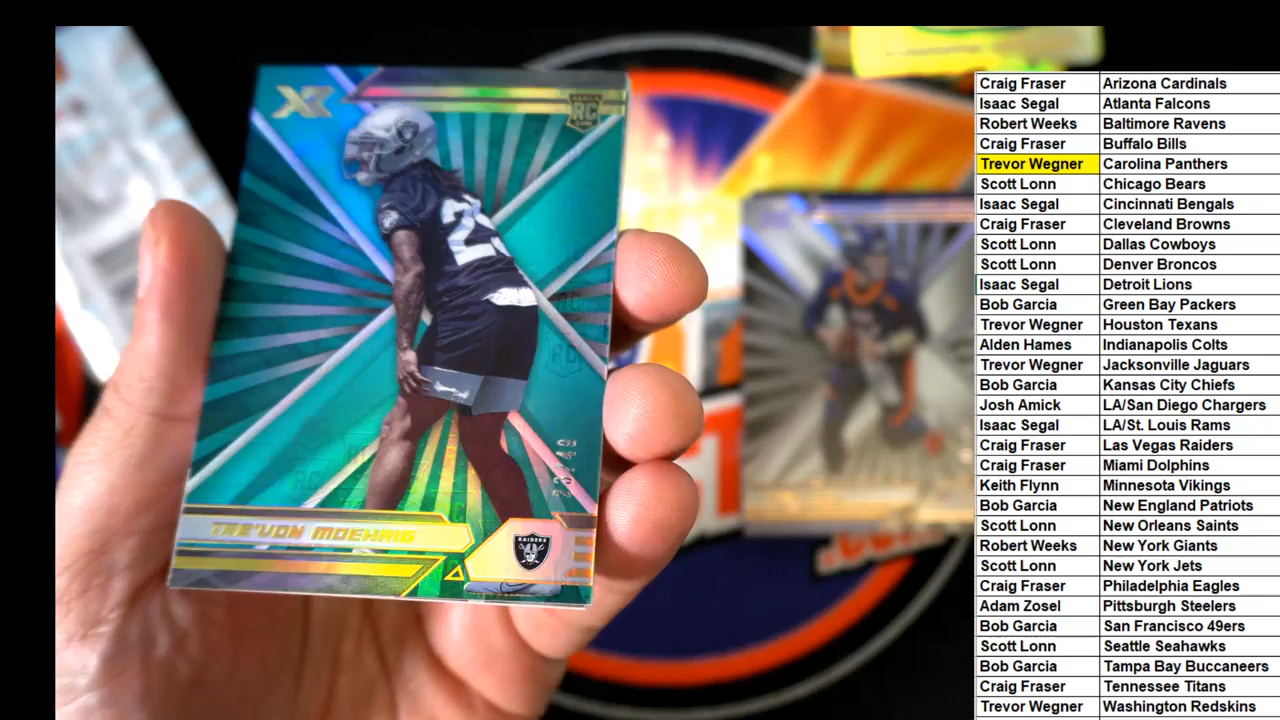 RC
25
TRE'VON MOEHRIG
RAIDERS
Craig Fraser Arizona Cardinals
Isaac Segal Atlanta Falcons
Robert Weeks Baltimore Ravens
Craig Fraser Buffalo Bills
Trevor Wegner Carolina Panthers
Scott Lonn Chicago Bears
Isaac Segal Cincinnati Bengals
Craig Fraser Cleveland Browns
Scott Lonn Dallas Cowboys
Scott Lonn Denver Broncos
Isaac Segal Detroit Lions
Bob Garcia Green Bay Packers
Trevor Wegner Houston Texans
Alden Hames Indianapolis Colts
Trevor Wegner Jacksonville Jaguars
Bob Garcia Kansas City Chiefs
Josh Amick LA/San Diego Chargers
Isaac Segal LA/St. Louis Rams
Craig Fraser Las Vegas Raiders
Craig Fraser Miami Dolphins
Keith Flynn Minnesota Vikings
Bob Garcia New England Patriots
Scott Lonn New Orleans Saints
Robert Weeks New York Giants
Scott Lonn New York Jets
Craig Fraser Philadelphia Eagles
Adam Zosel Pittsburgh Steelers
Bob Garcia San Francisco 49ers
Scott Lonn Seattle Seahawks
Bob Garcia Tampa Bay Buccaneers
Craig Fraser Tennessee Titans
Trevor Wegner Washington Redskins